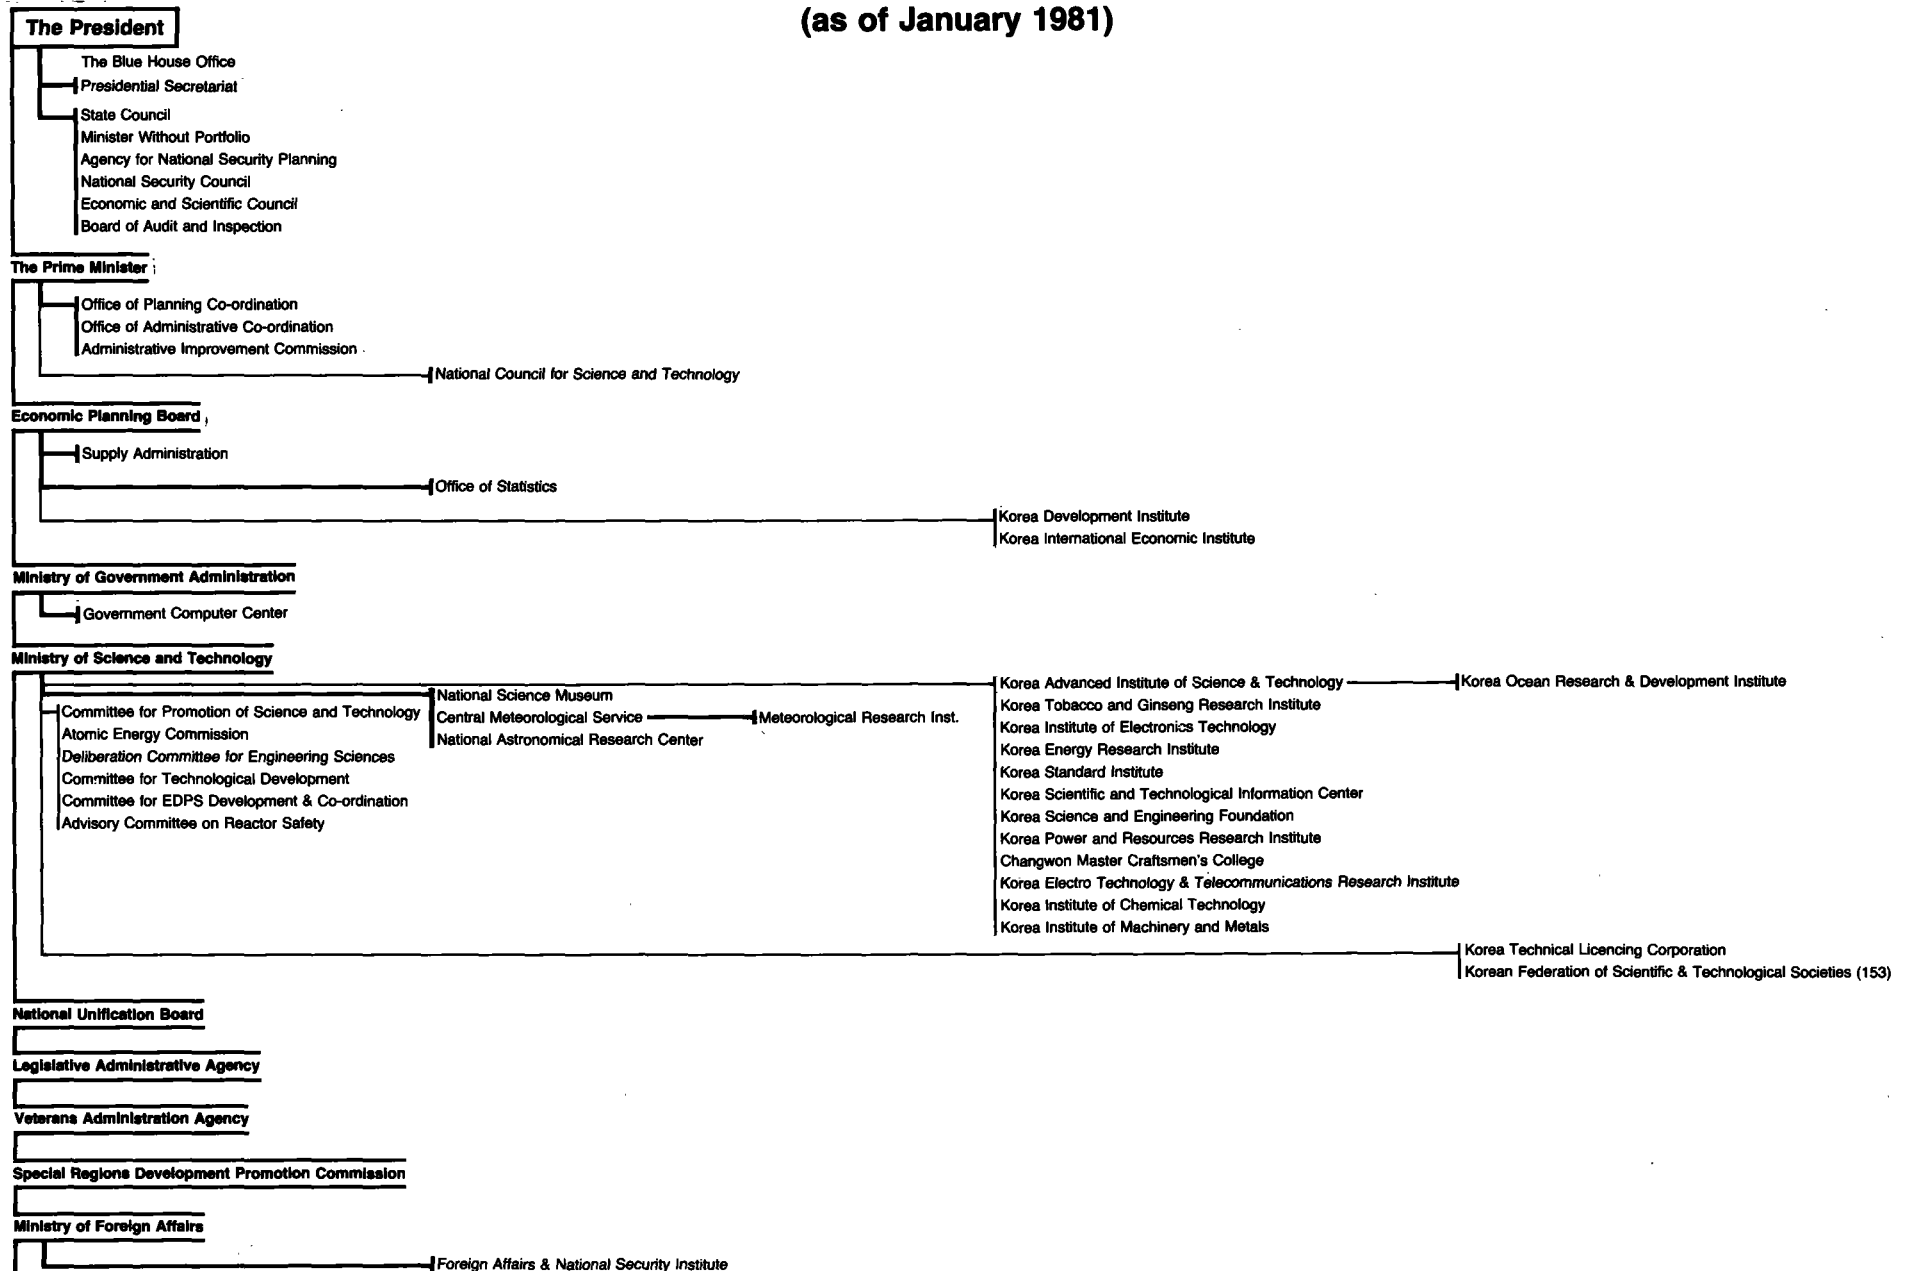 (as of January 1981)
The President
The Blue House Office
Presidential Secretariat
State Council
Minister Without Portfolio
Agency for National Security Planning
National Security Council
Economic and Scientific Council
Board of Audit and Inspection
The Prime Minister
Office of Planning Co-ordination
Office of Administrative Co-ordination
Administrative Improvement Commission
National Council for Science and Technology
Economic Planning Board
Supply Administration
Office of Statistics
Korea Development Institute
Korea International Economic Institute
Ministry of Government Administration
Government Computer Center
Ministry of Science and Technology
Committee for Promotion of Science and Technology
Atomic Energy Commission
Deliberation Committee for Engineering Sciences
Committee for Technological Development
Committee for EDPS Development & Co-ordination
Advisory Committee on Reactor Safety
National Science Museum
Central Meteorological Service
National Astronomical Research Center
Meteorological Research Inst.
Korea Advanced Institute of Science & Technology
Korea Tobacco and Ginseng Research Institute
Korea Institute of Electronics Technology
Korea Energy Research Institute
Korea Standard Institute
Korea Scientific and Technological Information Center
Korea Science and Engineering Foundation
Korea Power and Resources Research Institute
Changwon Master Craftsmen's College
Korea Electro Technology & Telecommunications Research Institute
Korea Institute of Chemical Technology
Korea Institute of Machinery and Metals
Korea Ocean Research & Development Institute
Korea Technical Licencing Corporation
Korean Federation of Scientific & Technological Societies (153)
National Unification Board
Legislative Administrative Agency
Veterans Administration Agency
Special Regions Development Promotion Commission
Ministry of Foreign Affairs
Foreign Affairs & National Security Institute